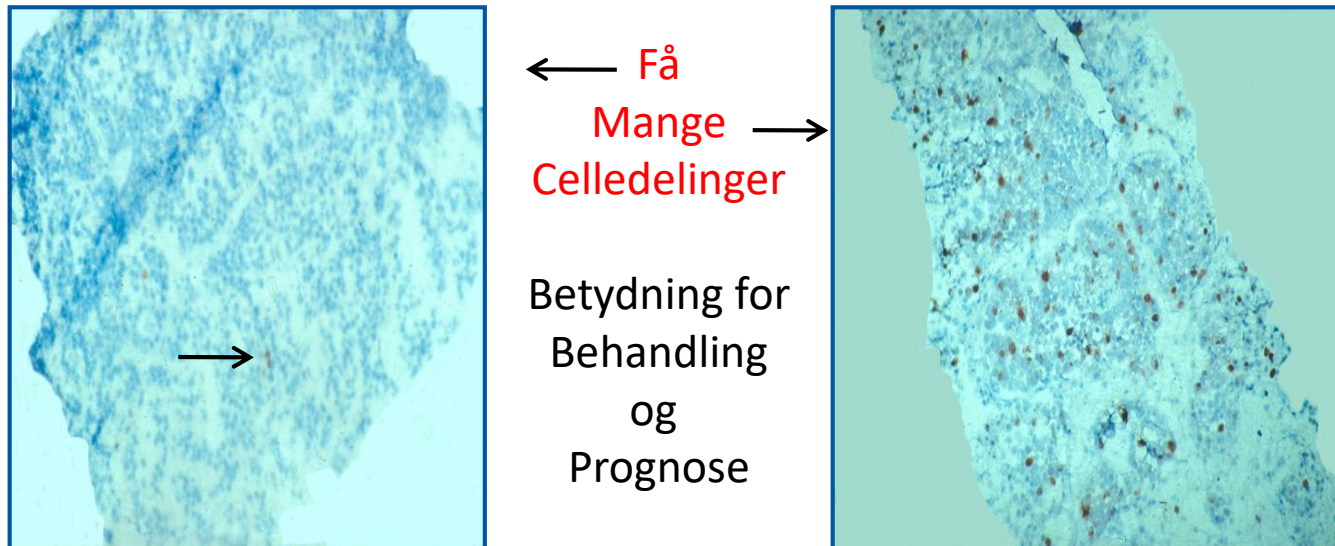 Få
Mange
Celledelinger
Betydning for
Behandling
og
Prognose